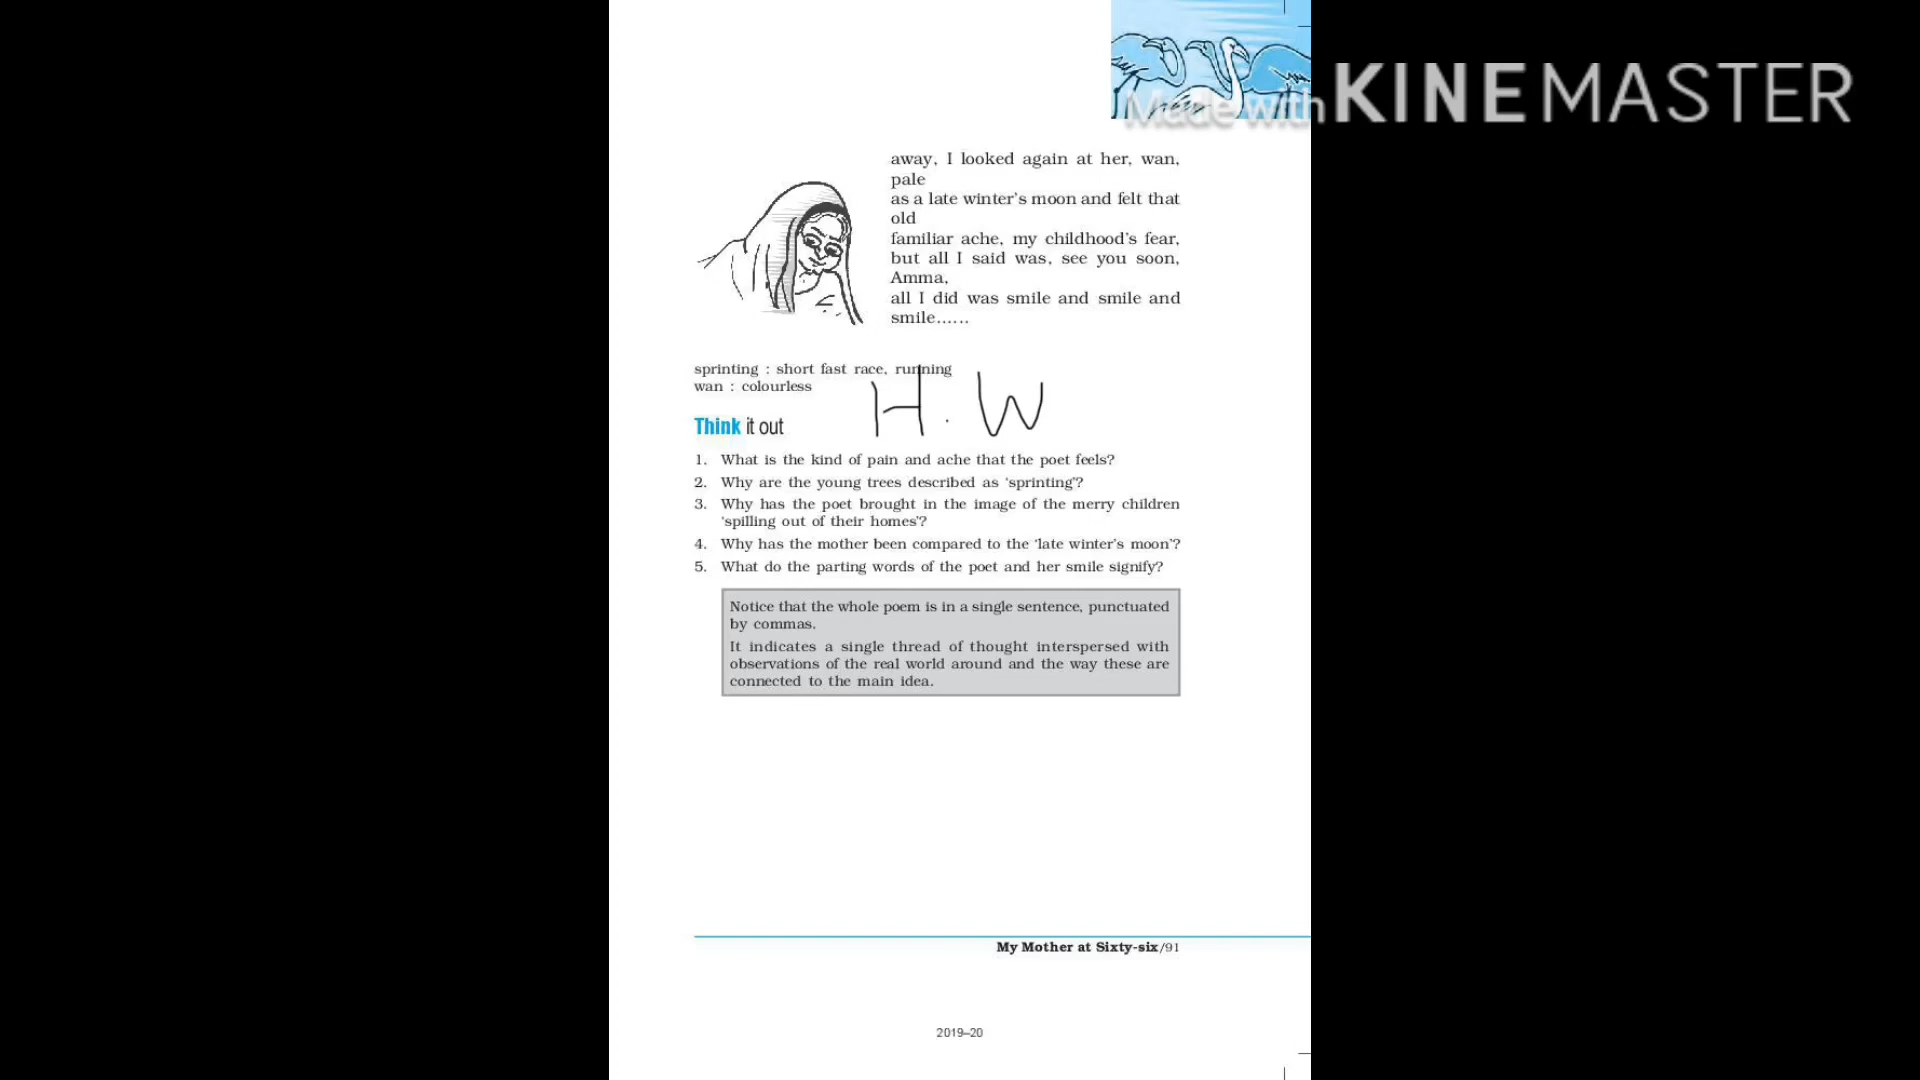 Made with KINEMASTER
away, I looked again at her, wan,
pale
as a late winter's moon and felt that
old
familiar ache, my childhood's fear,
but all I said was, see you soon,
Amma,
all I did was smile and smile and
smile......
sprinting : short fast race, running
wan : colourless
H. W
Think it out
1. What is the kind of pain and ache that the poet feels?
2. Why are the young trees described as ‘sprinting’?
3. Why has the poet brought in the image of the merry children
‘spilling out of their homes’?
4. Why has the mother been compared to the ‘late winter's moon’?
5. What do the parting words of the poet and her smile signify?
Notice that the whole poem is in a single sentence, punctuated
by commas.
It indicates a single thread of thought interspersed with
observations of the real world around and the way these are
connected to the main idea.
My Mother at Sixty-six/91
2019–20